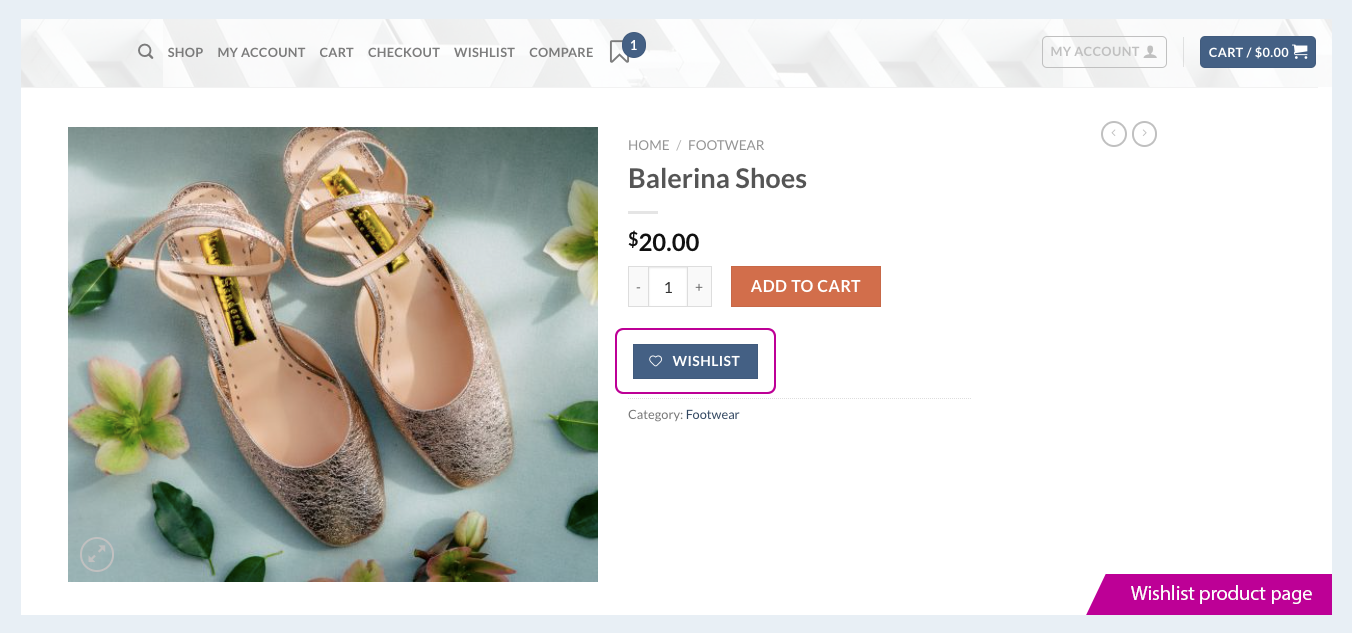 SHOP MY ACCOUNT CART CHECKOUT WISHLIST COMPARE 1 MY ACCOUNT CART / $0.00
HOME / FOOTWEAR
Balerina Shoes
$20.00
- 1 + ADD TO CART
WISHLIST
Category: Footwear
Wishlist product page